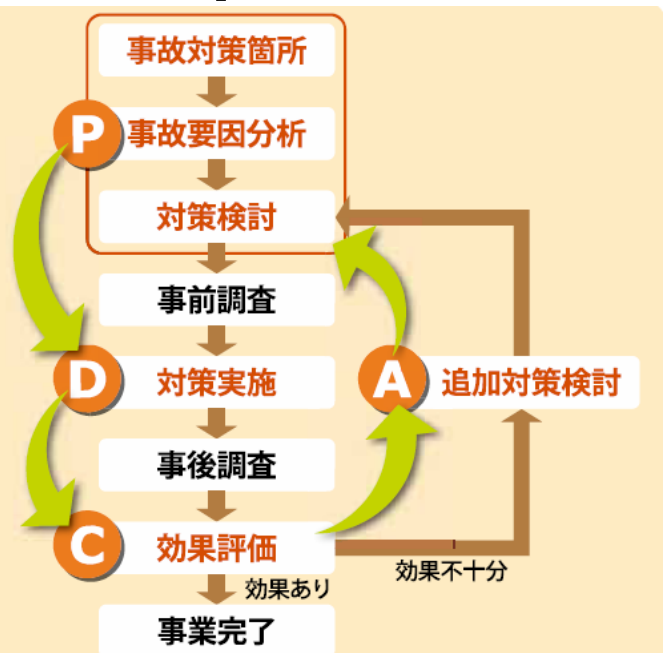 事故対策箇所
P
事故要因分析
対策検討
事前調査
D
対策実施
A
追加対策検討
事後調査
C
効果評価
効果不十分
効果あり
事業完了